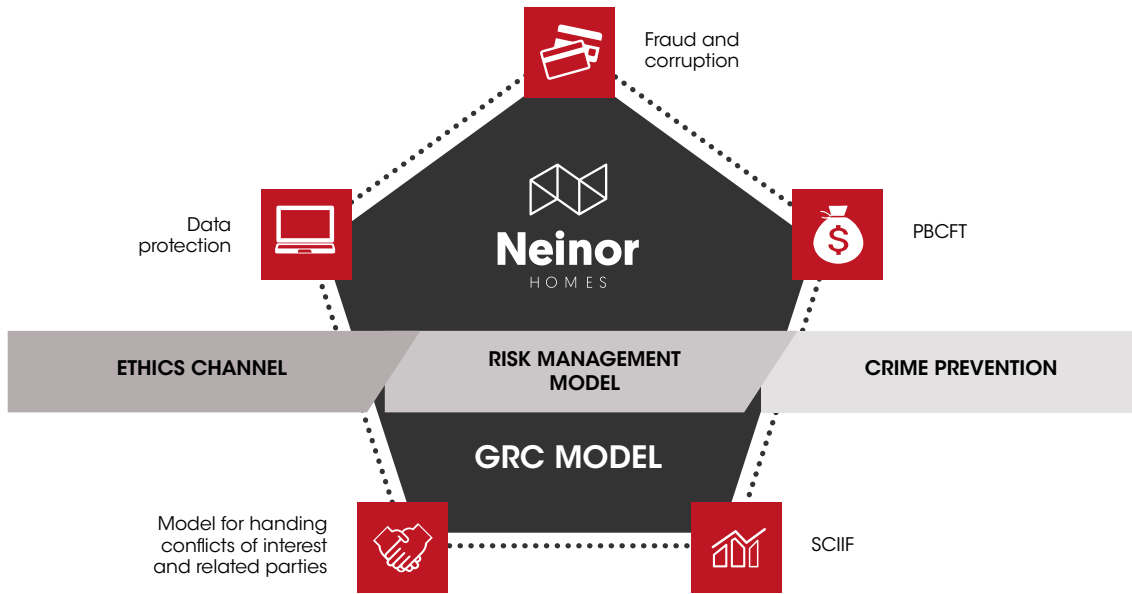 Fraud and
corruption
Data
protection
Neinor
HOMES
$
PBCFT
ETHICS CHANNEL
RISK MANAGEMENT
MODEL
CRIME PREVENTION
GRC MODEL
Model for handing
conflicts of interest
and related parties
SCIIF